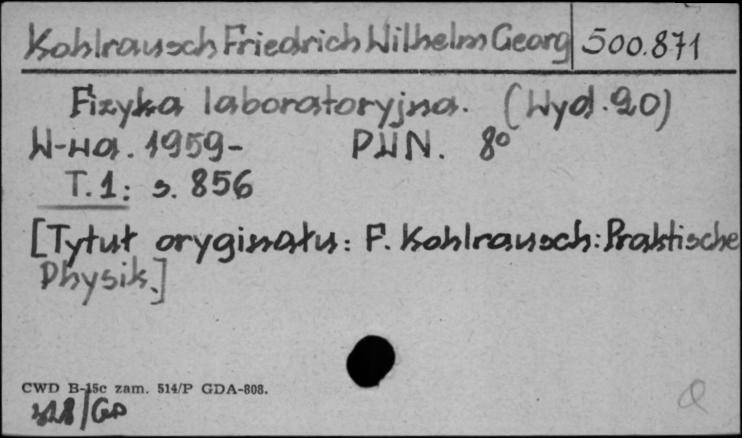 Kohlrausch Friedrich Wilhelm Georg 500.871
Fizyka laboratoryjna. (Wyd. 20)
W-wa. 1959- PWN. 8°
T.1: s. 856
[Tytuł oryginału: F. Kohlrausch: Praktische
Physik.]
CWD B-15c zam. 514/P GDA-808.